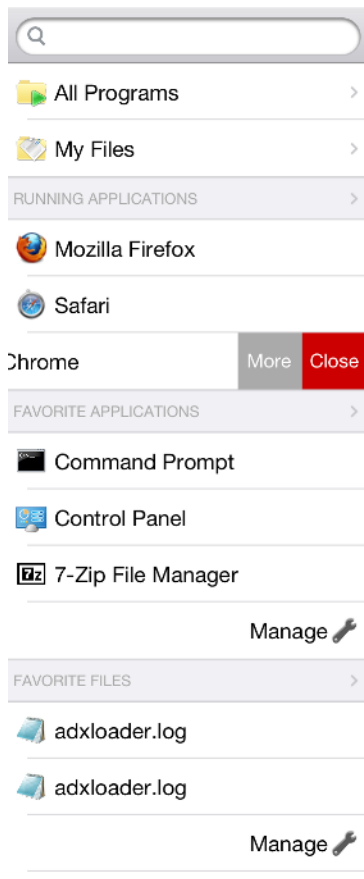 All Programs
My Files
RUNNING APPLICATIONS
Mozilla Firefox
Safari
Chrome More Close
FAVORITE APPLICATIONS
Command Prompt
Control Panel
7z 7-Zip File Manager
Manage
FAVORITE FILES
adxloader.log
adxloader.log
Manage